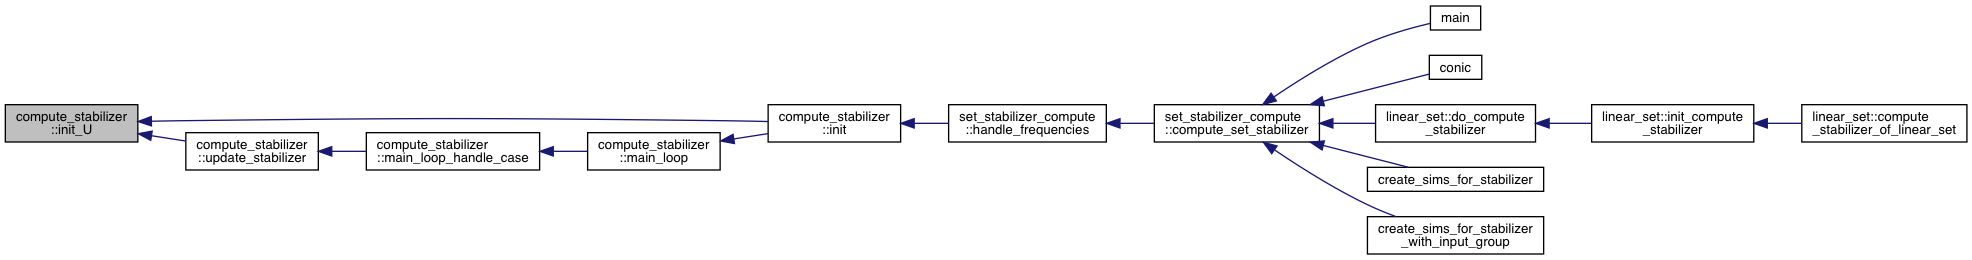 compute_stabilizer
::init_U
compute_stabilizer
::update_stabilizer
compute_stabilizer
::main_loop_handle_case
compute_stabilizer
::main_loop
compute_stabilizer
::init
set_stabilizer_compute
::handle_frequencies
set_stabilizer_compute
::compute_set_stabilizer
main
conic
linear_set::do_compute
_stabilizer
linear_set::init_compute
_stabilizer
linear_set::compute
_stabilizer_of_linear_set
create_sims_for_stabilizer
create_sims_for_stabilizer
_with_input_group